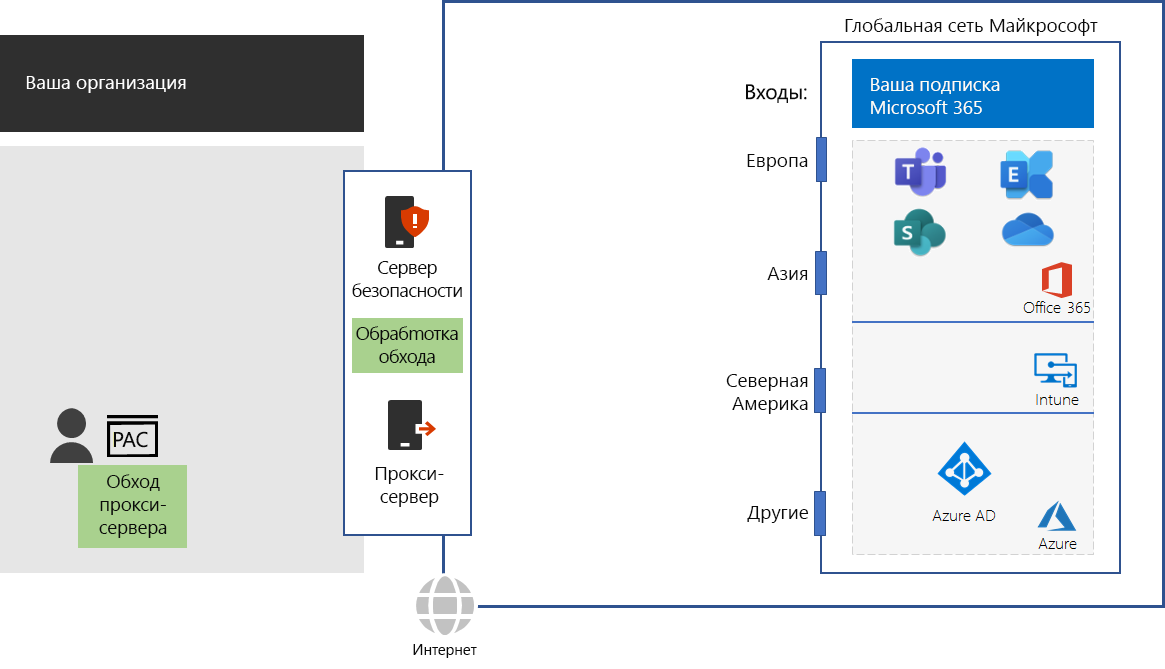 Глобальная сеть Майкрософт
Ваша организация
Входы:
Ваша подписка
Microsoft 365
Европа
T
E
S
Сервер
безопасности
Азия
Office 365
Обрабmотка
обхода
Северная
Америка
Intune
PAC
Прокси-
сервер
Обход
прокси-
сервера
Другие
Azure AD
Azure
Интернет